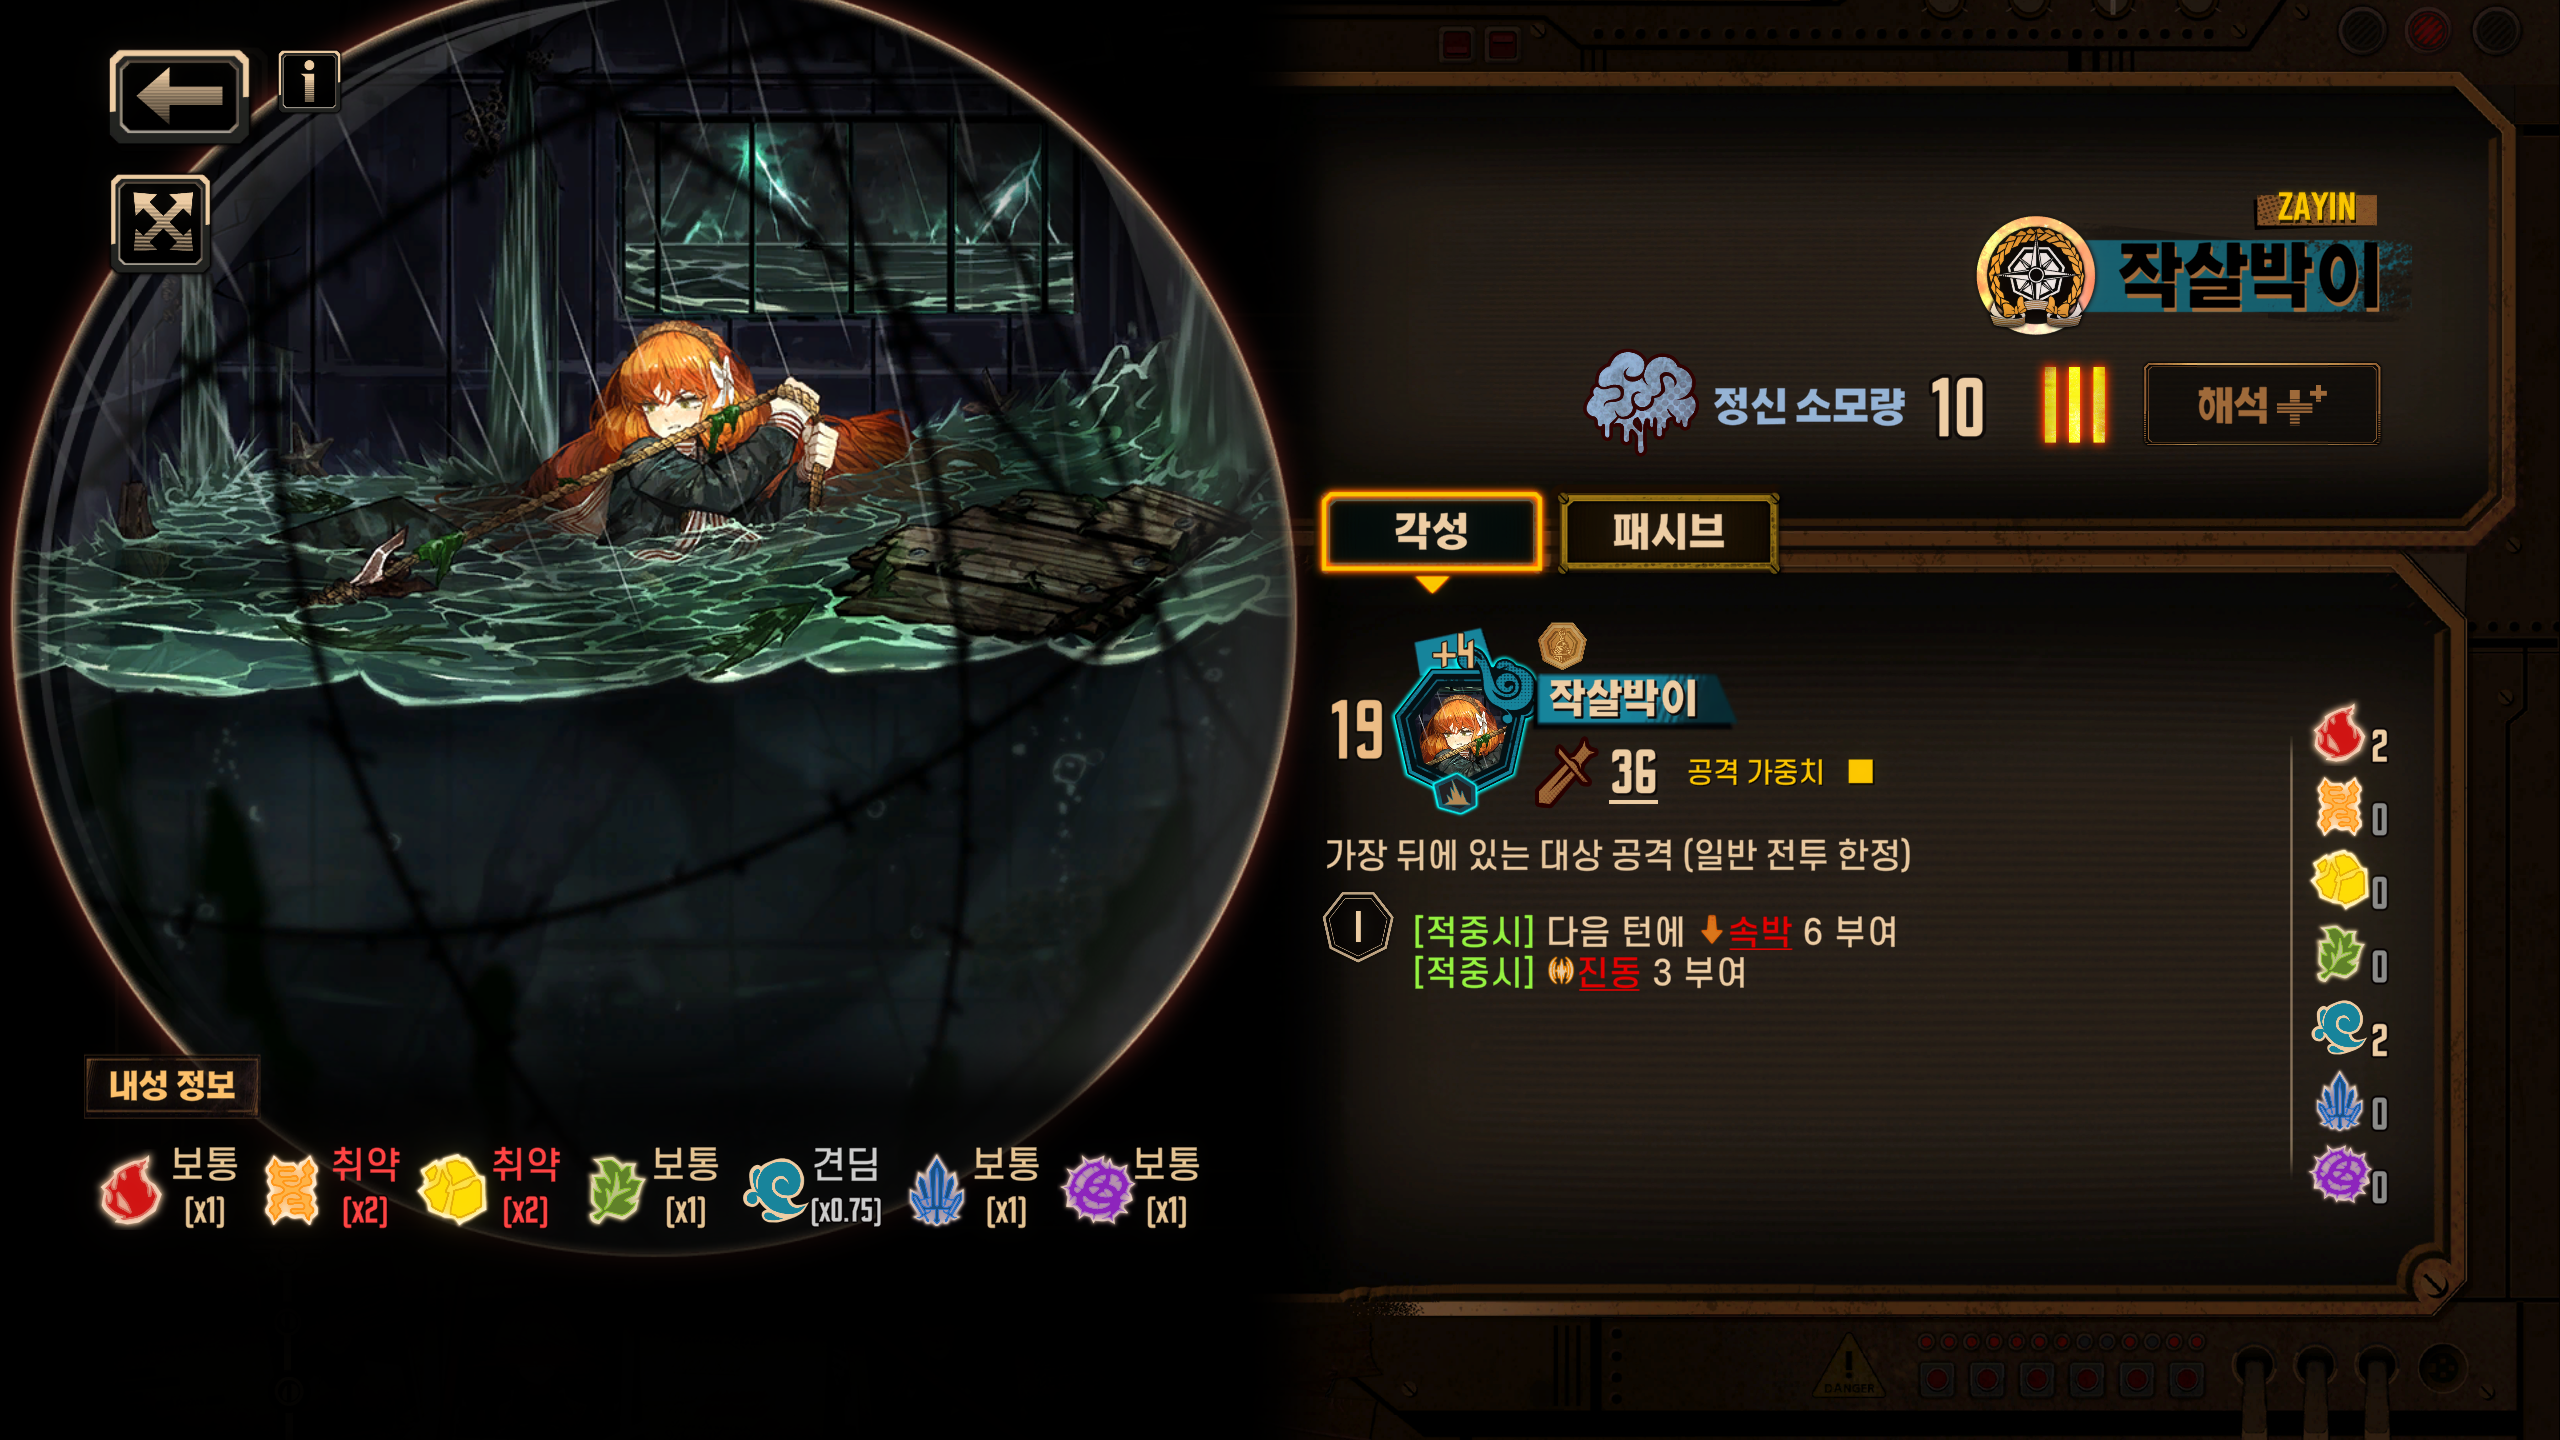 ZAYIN
작살박이
정신 소모량 10
해석
각성
패시브
+4
19
작살박이
36
공격 가중치
가장 뒤에 있는 대상 공격 (일반 전투 한정)
I
[적중시] 다음 턴에 속박 6 부여
[적중시] 진동 3 부여
2
0
0
0
2
0
0
내성 정보
보통 취약 취약 보통 견딤 보통 보통
(x1) (x2) (x2) (x1) (x0.75) (x1) (x1)
DANGER